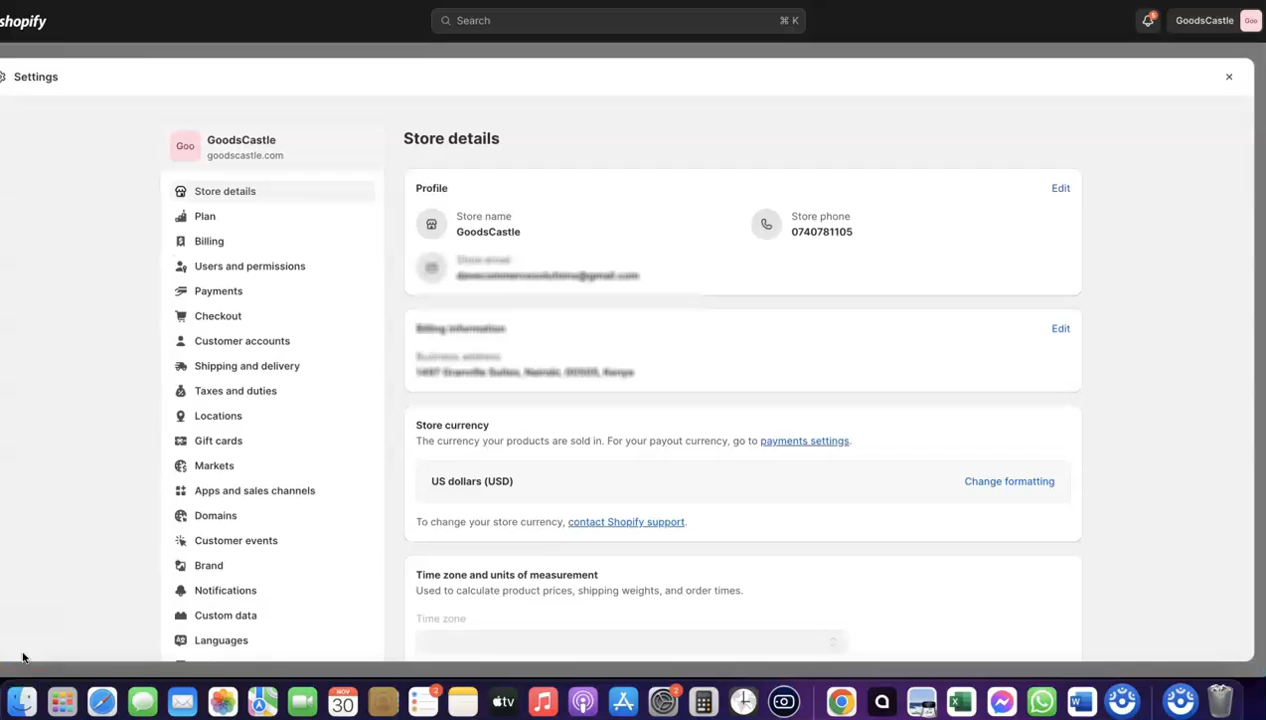 shopify
Search
⌘ K
GoodsCastle
Goo
Settings
Goo
GoodsCastle
goodscastle.com
Store details
Plan
Billing
Users and permissions
Payments
Checkout
Customer accounts
Shipping and delivery
Taxes and duties
Locations
Gift cards
Markets
Apps and sales channels
Domains
Customer events
Brand
Notifications
Custom data
Languages
Store details
Profile
Edit
Store name
GoodsCastle
Store phone
0740781105
Edit
Store currency
The currency your products are sold in. For your payout currency, go to payments settings.
US dollars (USD)
Change formatting
To change your store currency, contact Shopify support.
Time zone and units of measurement
Used to calculate product prices, shipping weights, and order times.
Time zone
NOV
30
2
tv
2